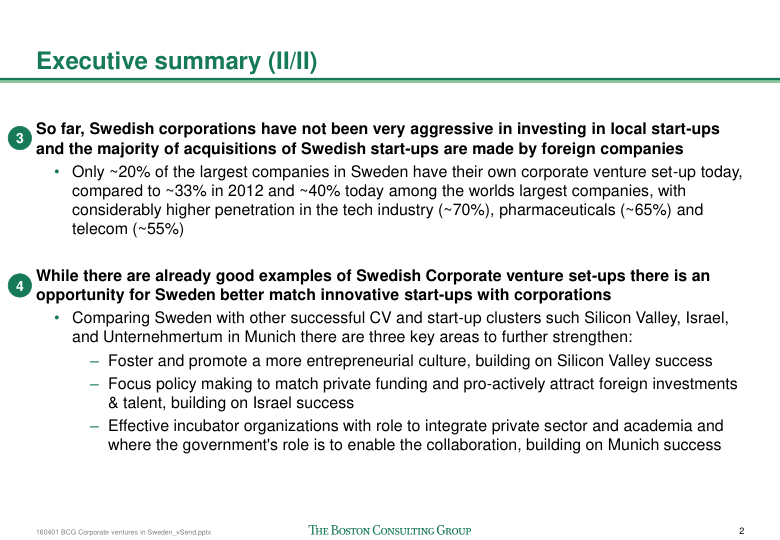 Executive summary (II/II)
3
So far, Swedish corporations have not been very aggressive in investing in local start-ups
and the majority of acquisitions of Swedish start-ups are made by foreign companies
• Only ~20% of the largest companies in Sweden have their own corporate venture set-up today,
compared to ~33% in 2012 and ~40% today among the worlds largest companies, with
considerably higher penetration in the tech industry (~70%), pharmaceuticals (~65%) and
telecom (~55%)
4
While there are already good examples of Swedish Corporate venture set-ups there is an
opportunity for Sweden better match innovative start-ups with corporations
• Comparing Sweden with other successful CV and start-up clusters such Silicon Valley, Israel,
and Unternehmertum in Munich there are three key areas to further strengthen:
– Foster and promote a more entrepreneurial culture, building on Silicon Valley success
– Focus policy making to match private funding and pro-actively attract foreign investments
& talent, building on Israel success
– Effective incubator organizations with role to integrate private sector and academia and
where the government's role is to enable the collaboration, building on Munich success
160401 BCG Corporate ventures in Sweden_vSend.pptx
THE BOSTON CONSULTING GROUP
2